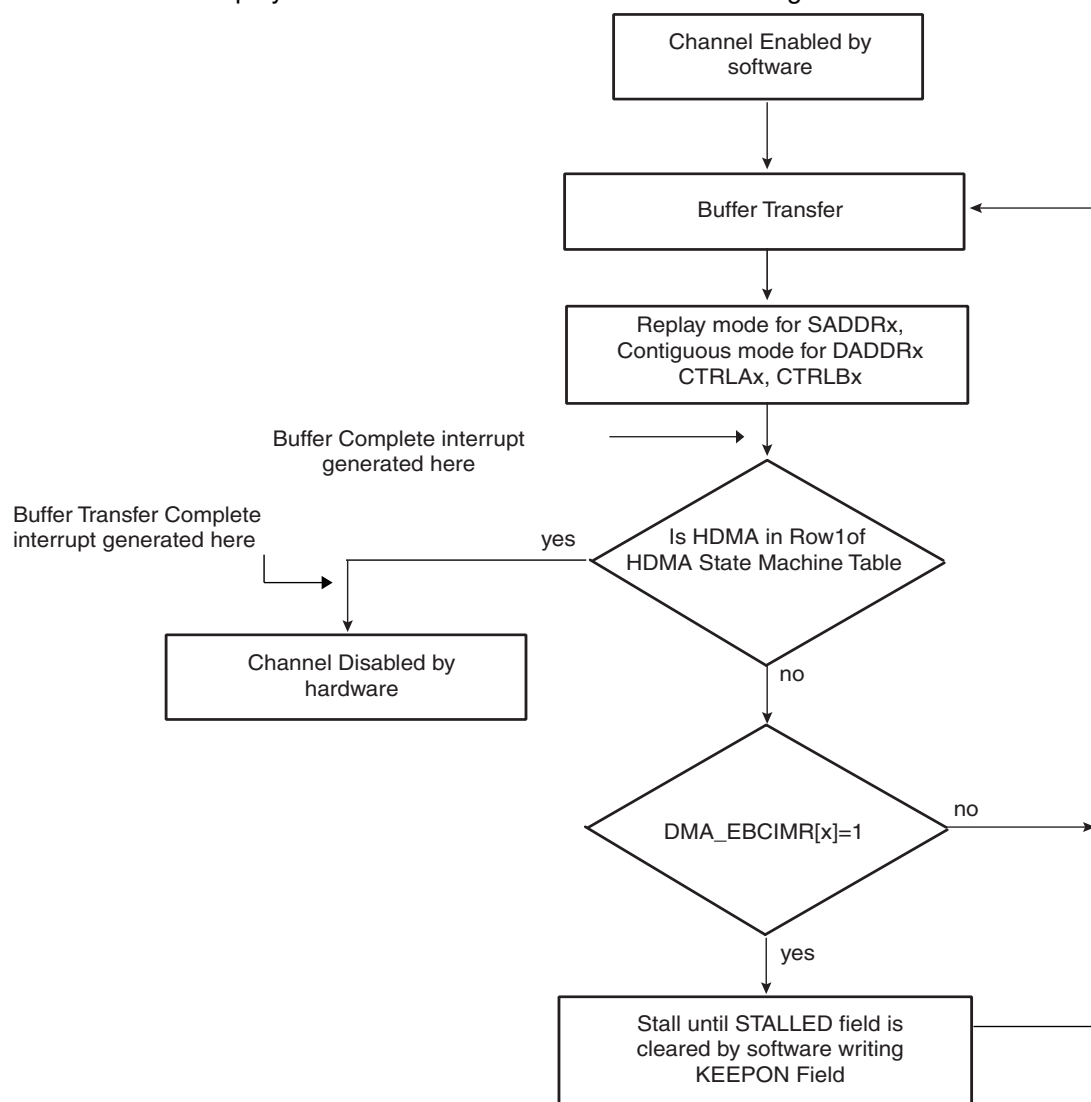 Channel Enabled by
software
Buffer Transfer
Replay mode for SADDRx,
Contiguous mode for DADDRx
CTRLAx, CTRLBx
Buffer Complete interrupt
generated here
Buffer Transfer Complete
interrupt generated here
yes
Is HDMA in Row1of
HDMA State Machine Table
Channel Disabled by
hardware
no
DMA_EBCIMR[x]=1
no
yes
Stall until STALLED field is
cleared by software writing
KEEPON Field